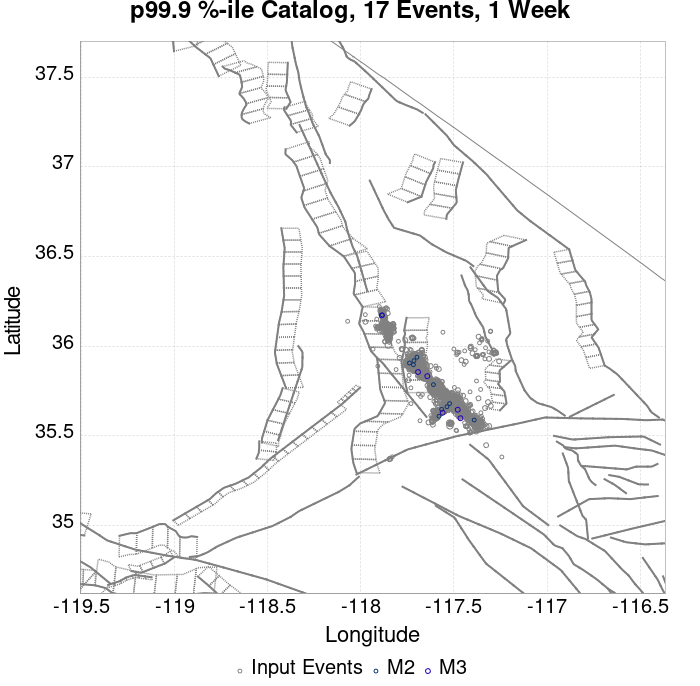 p99.9 %-ile Catalog, 17 Events, 1 Week
37.5
37
36.5
36
35.5
35
Latitude
-119.5 -119 -118.5 -118 -117.5 -117 -116.5
Longitude
Input Events M2 M3